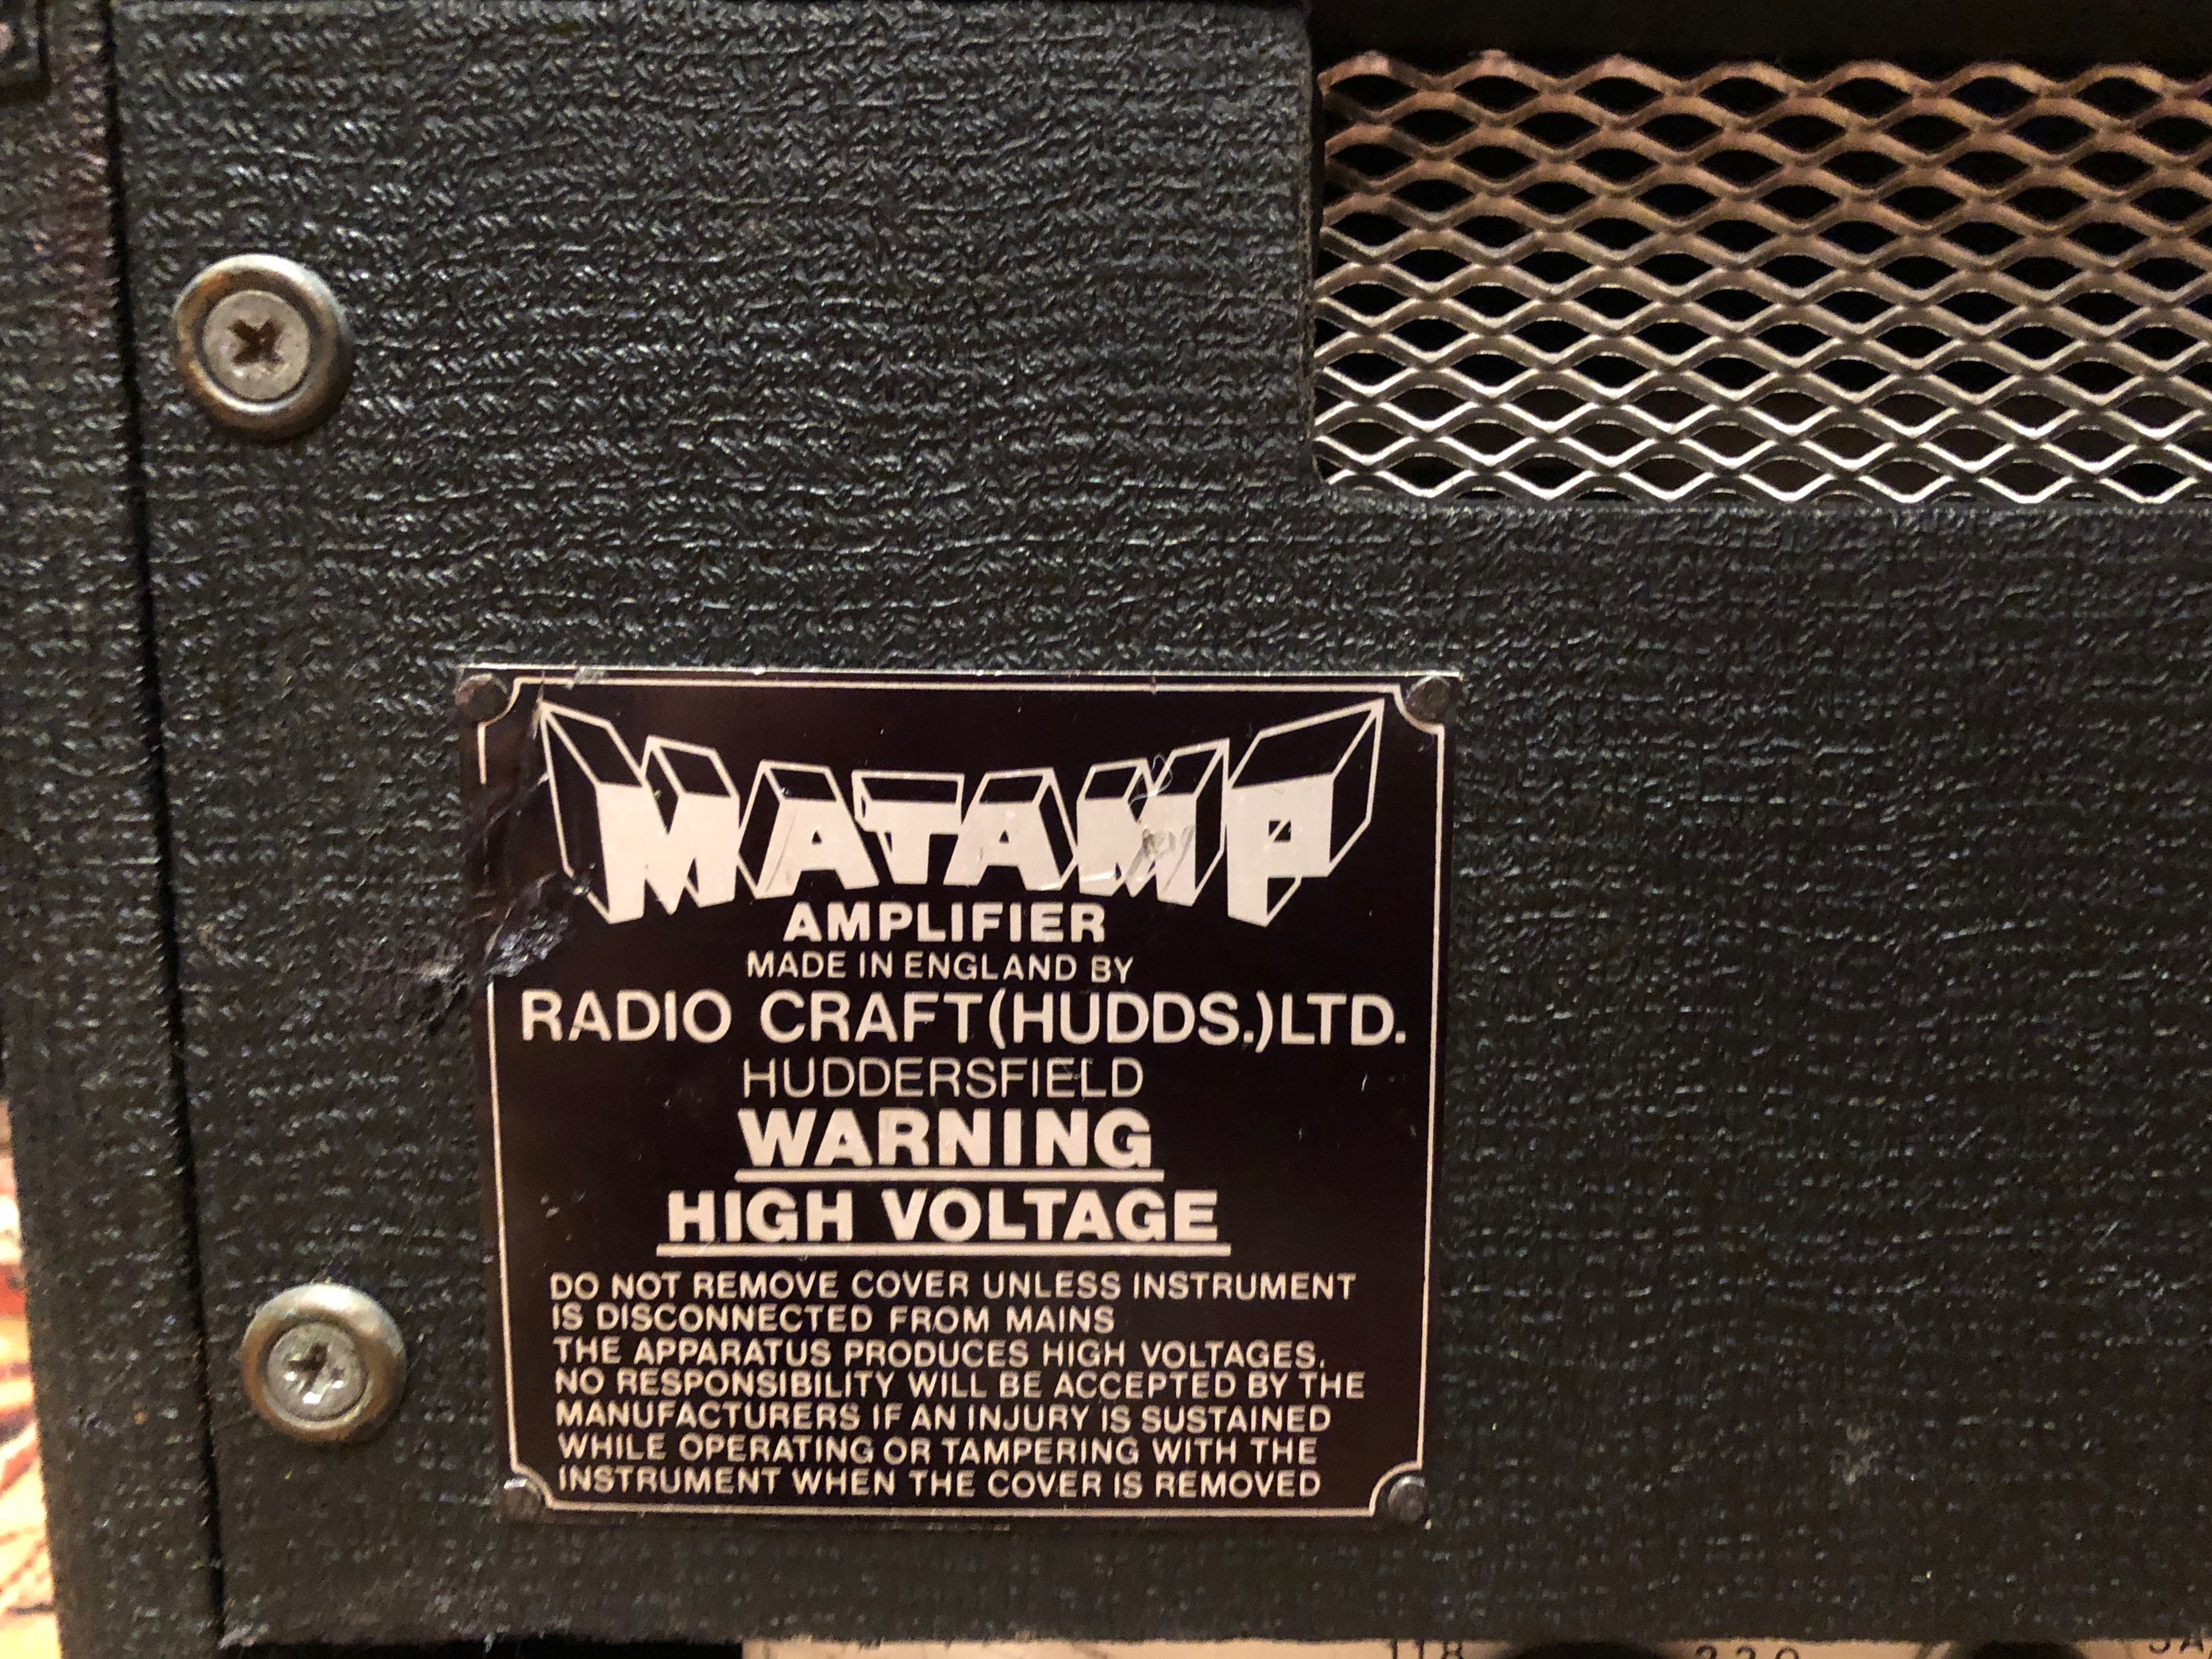 MATAMP
AMPLIFIER
MADE IN ENGLAND BY
RADIO CRAFT (HUDDS.) LTD.
HUDDERSFIELD
WARNING
HIGH VOLTAGE
DO NOT REMOVE COVER UNLESS INSTRUMENT
IS DISCONNECTED FROM MAINS
THE APPARATUS PRODUCES HIGH VOLTAGES.
NO RESPONSIBILITY WILL BE ACCEPTED BY THE
MANUFACTURERS IF AN INJURY IS SUSTAINED
WHILE OPERATING OR TAMPERING WITH THE
INSTRUMENT WHEN THE COVER IS REMOVED